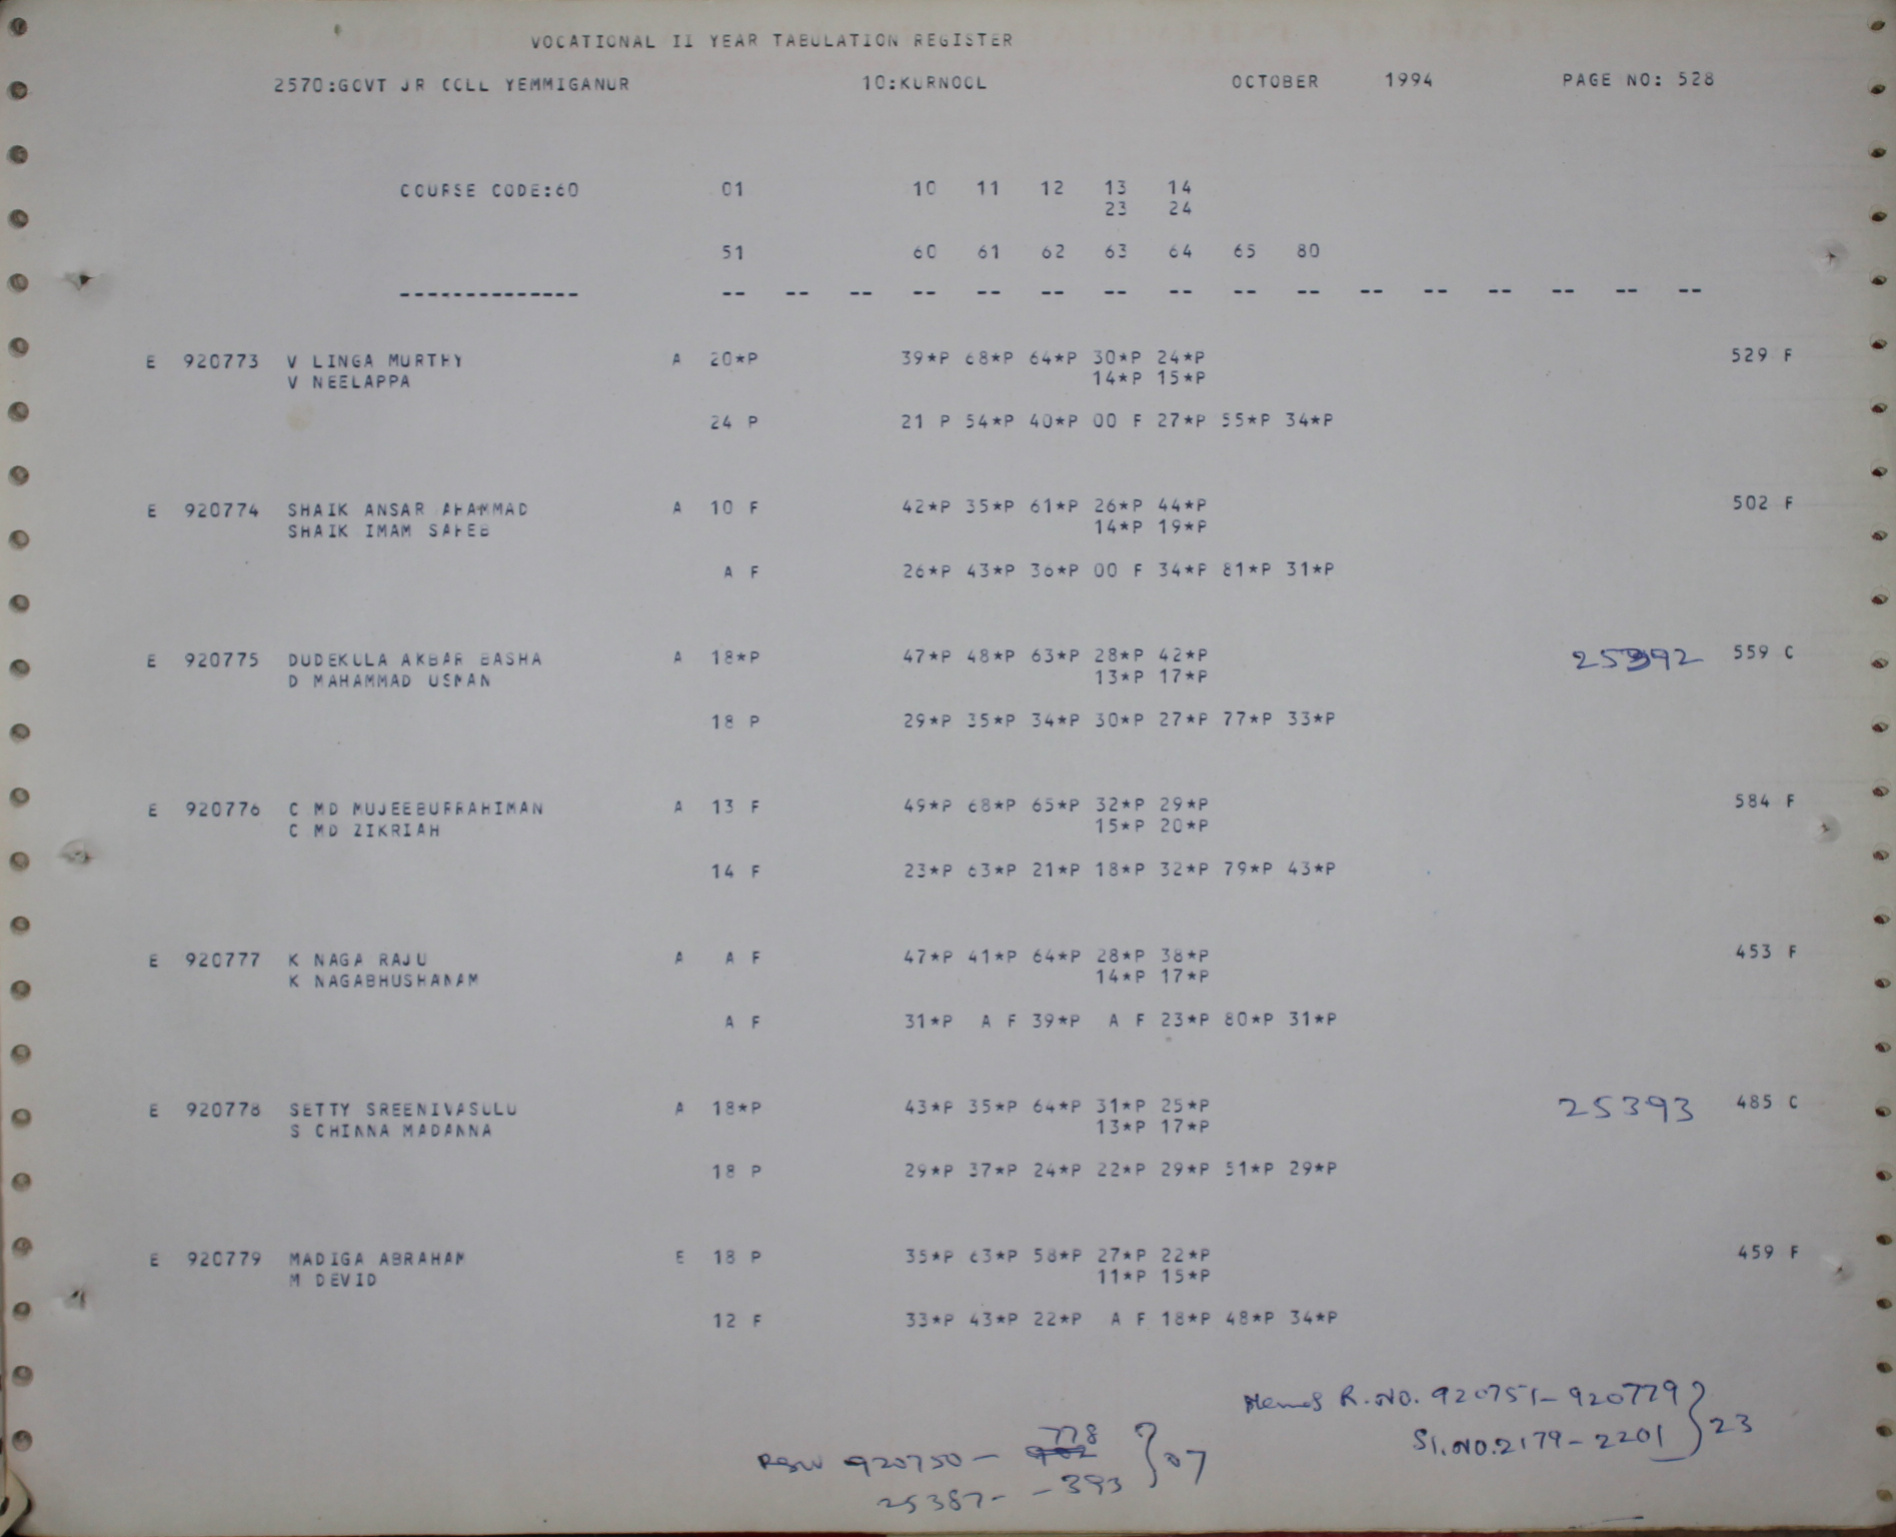 VOCATIONAL II YEAR TABULATION REGISTER
2570:GOVT JR COLL YEMMIGANUR 10:KURNOOL OCTOBER 1994 PAGE NO: 528
COURSE CODE:60 01 10 11 12 13 14
23 24
51 60 61 62 63 64 65 80
-------------- -- -- -- -- -- -- -- -- -- -- -- -- -- -- -- --
E 920773 V LINGA MURTHY A 20*P 39*P 68*P 64*P 30*P 24*P 529 F
V NEELAPPA 14*P 15*P
24 P 21 P 54*P 40*P 00 F 27*P 55*P 34*P
E 920774 SHAIK ANSAR AHAMMAD A 10 F 42*P 35*P 61*P 26*P 44*P 502 F
SHAIK IMAM SAHEB 14*P 19*P
A F 26*P 43*P 36*P 00 F 34*P 81*P 31*P
E 920775 DUDEKULA AKBAR BASHA A 18*P 47*P 48*P 63*P 28*P 42*P 25392 559 C
D MAHAMMAD USMAN 13*P 17*P
18 P 29*P 35*P 34*P 30*P 27*P 77*P 33*P
E 920776 C MD MUJEEBURRAHIMAN A 13 F 49*P 68*P 65*P 32*P 29*P 584 F
C MD ZIKRIAH 15*P 20*P
14 F 23*P 63*P 21*P 18*P 32*P 79*P 43*P
E 920777 K NAGA RAJU A A F 47*P 41*P 64*P 28*P 38*P 453 F
K NAGABHUSHANAM 14*P 17*P
A F 31*P A F 39*P A F 23*P 80*P 31*P
E 920778 SETTY SREENIVASULU A 18*P 43*P 35*P 64*P 31*P 25*P 25393 485 C
S CHINNA MADANNA 13*P 17*P
18 P 29*P 37*P 24*P 22*P 29*P 51*P 29*P
E 920779 MADIGA ABRAHAM E 18 P 35*P 63*P 58*P 27*P 22*P 459 F
M DEVID 11*P 15*P
12 F 33*P 43*P 22*P A F 18*P 48*P 34*P
Memos R.NO. 920751-920779 } 23
Sl.NO.2179-2201
920750 - 778 } 07
25387- -393